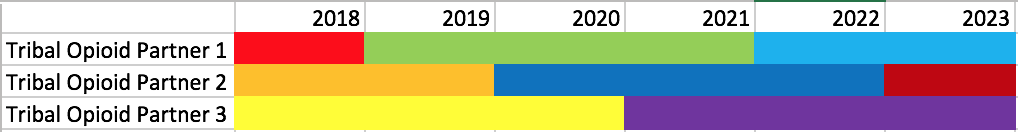 2018 2019 2020 2021 2022 2023
Tribal Opioid Partner 1
Tribal Opioid Partner 2
Tribal Opioid Partner 3